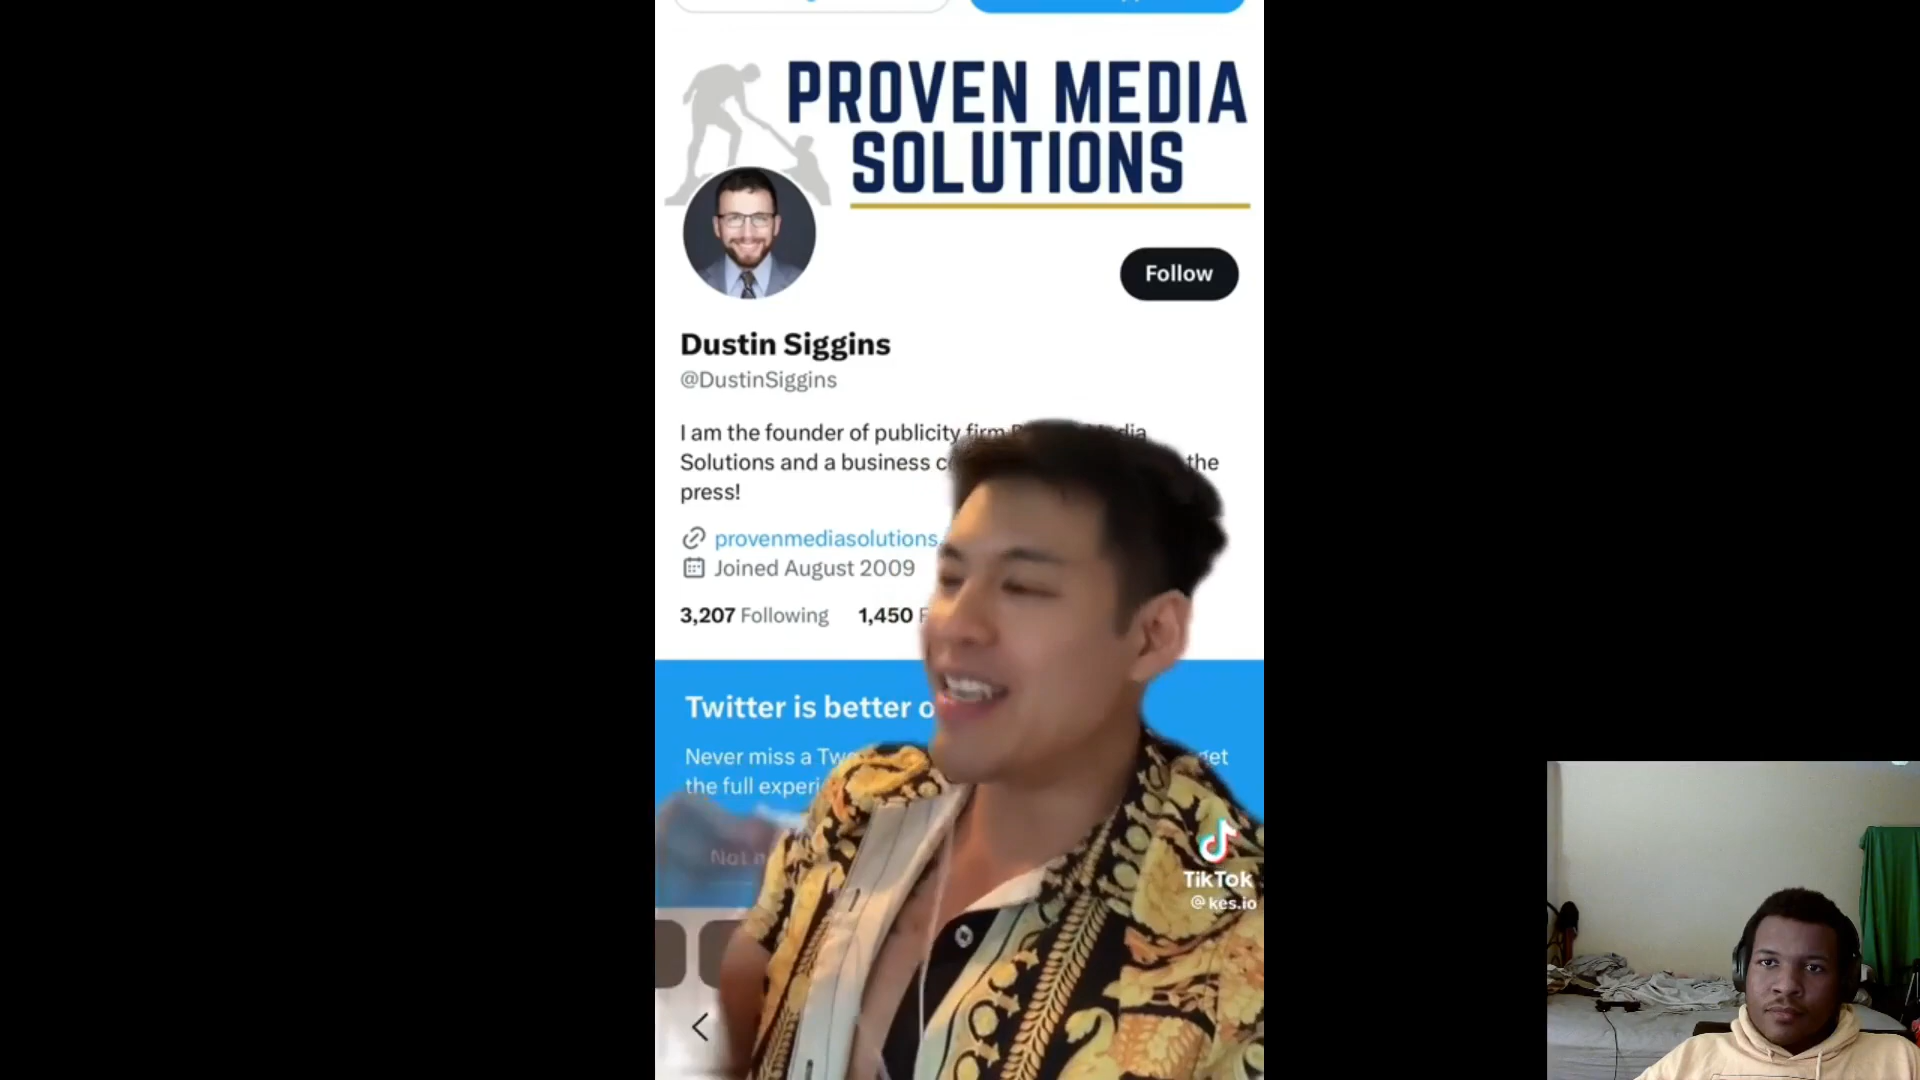 PROVEN MEDIA
SOLUTIONS
Follow
Dustin Siggins
@DustinSiggins
I am the founder of publicity firm
Solutions and a business the
press!
provenmediasolutions.
Joined August 2009
3,207 Following 1,450
Twitter is better
Never miss a get
the full
TikTok
@kes.io